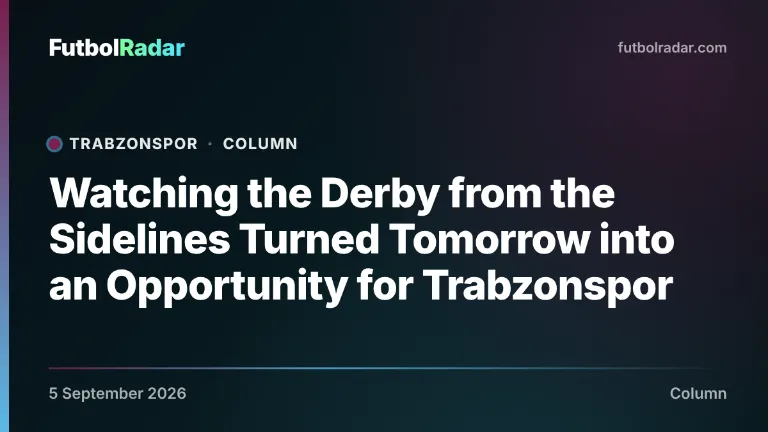 FutbolRadar
futbolradar.com
TRABZONSPOR · COLUMN
Watching the Derby from the
Sidelines Turned Tomorrow into
an Opportunity for Trabzonspor
5 September 2026
Column